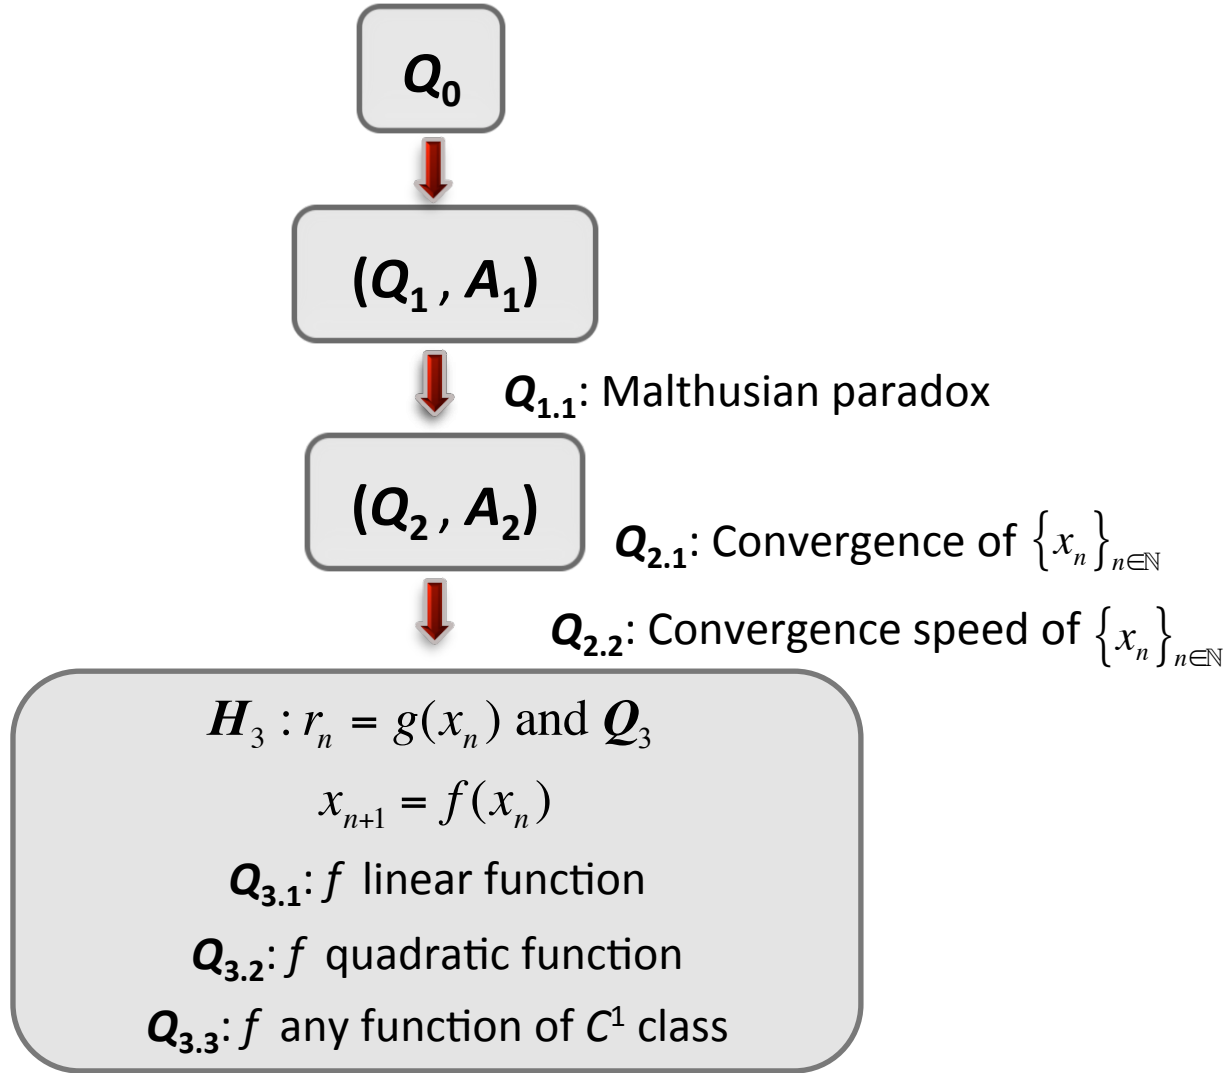 Q₀
(Q₁ , A₁)
Q₁.₁: Malthusian paradox
(Q₂ , A₂)
Q₂.₁: Convergence of {xₙ}ₙ∈ℕ
Q₂.₂: Convergence speed of {xₙ}ₙ∈ℕ
H₃ : rₙ = g(xₙ) and Q₃
xₙ₊₁ = f(xₙ)
Q₃.₁: f linear function
Q₃.₂: f quadratic function
Q₃.₃: f any function of C¹ class